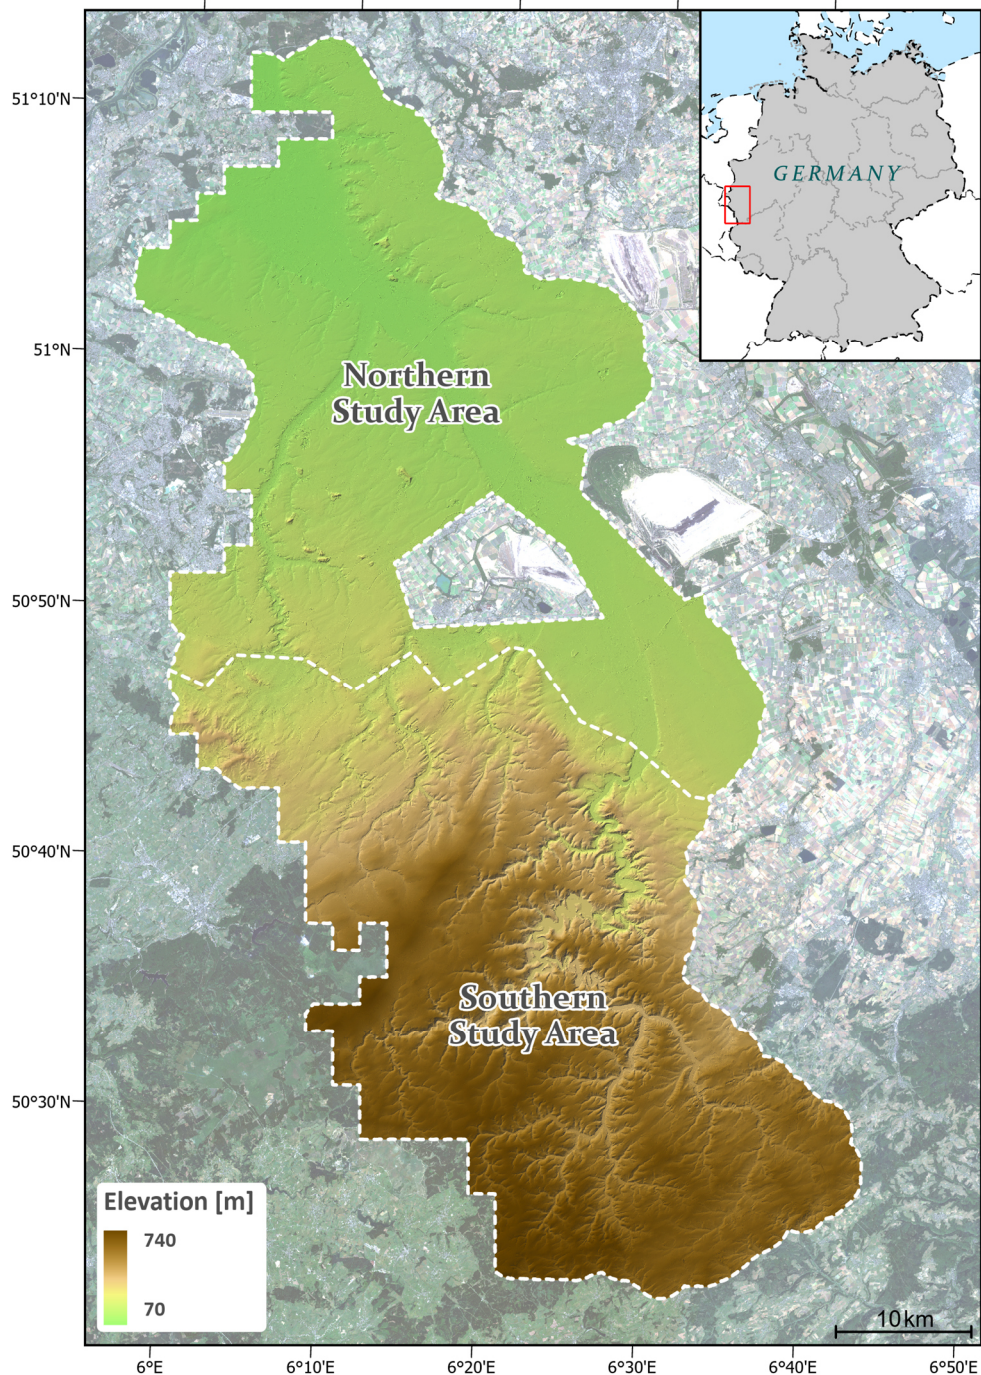 51°10'N
GERMANY
51°N
Northern
Study Area
50°50'N
50°40'N
Southern
Study Area
50°30'N
Elevation [m]
740
70
10 km
6°E
6°10'E
6°20'E
6°30'E
6°40'E
6°50'E